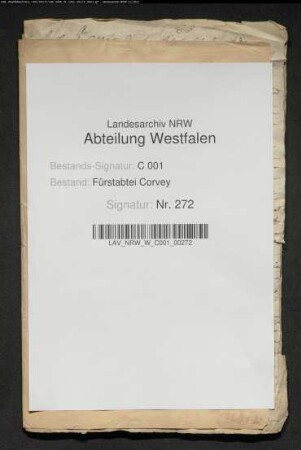 Landesarchiv NRW
Abteilung Westfalen
Bestands-Signatur: C 001
Bestand: Fürstabtei Corvey
Signatur: Nr. 272
LAV_NRW_W_C001_00272